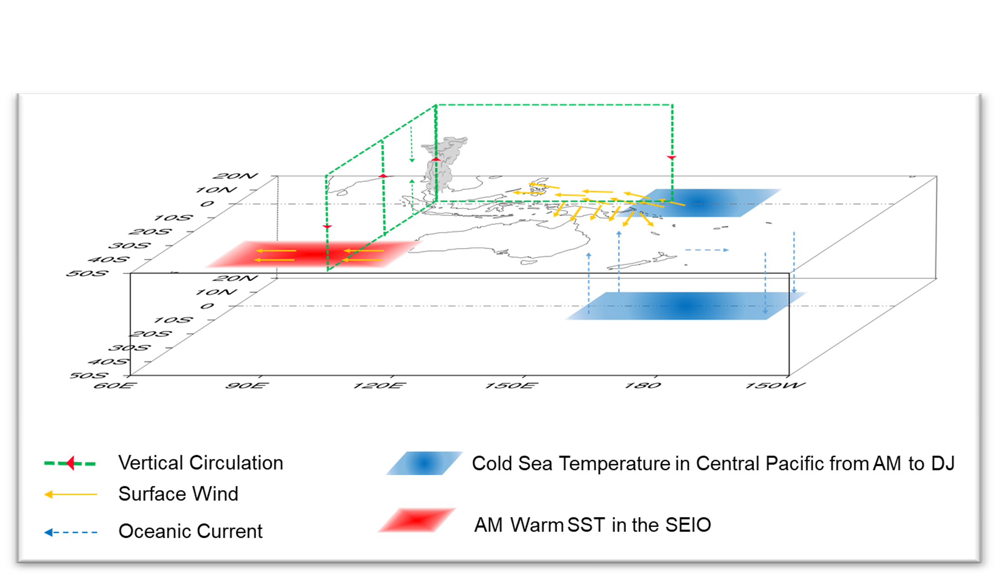 20N
10N
0
10S
20S
30S
40S
50S
20N
10N
0
10S
20S
30S
40S
50S
60E 90E 120E 150E 180 150W
Vertical Circulation
Cold Sea Temperature in Central Pacific from AM to DJ
Surface Wind
AM Warm SST in the SEIO
Oceanic Current